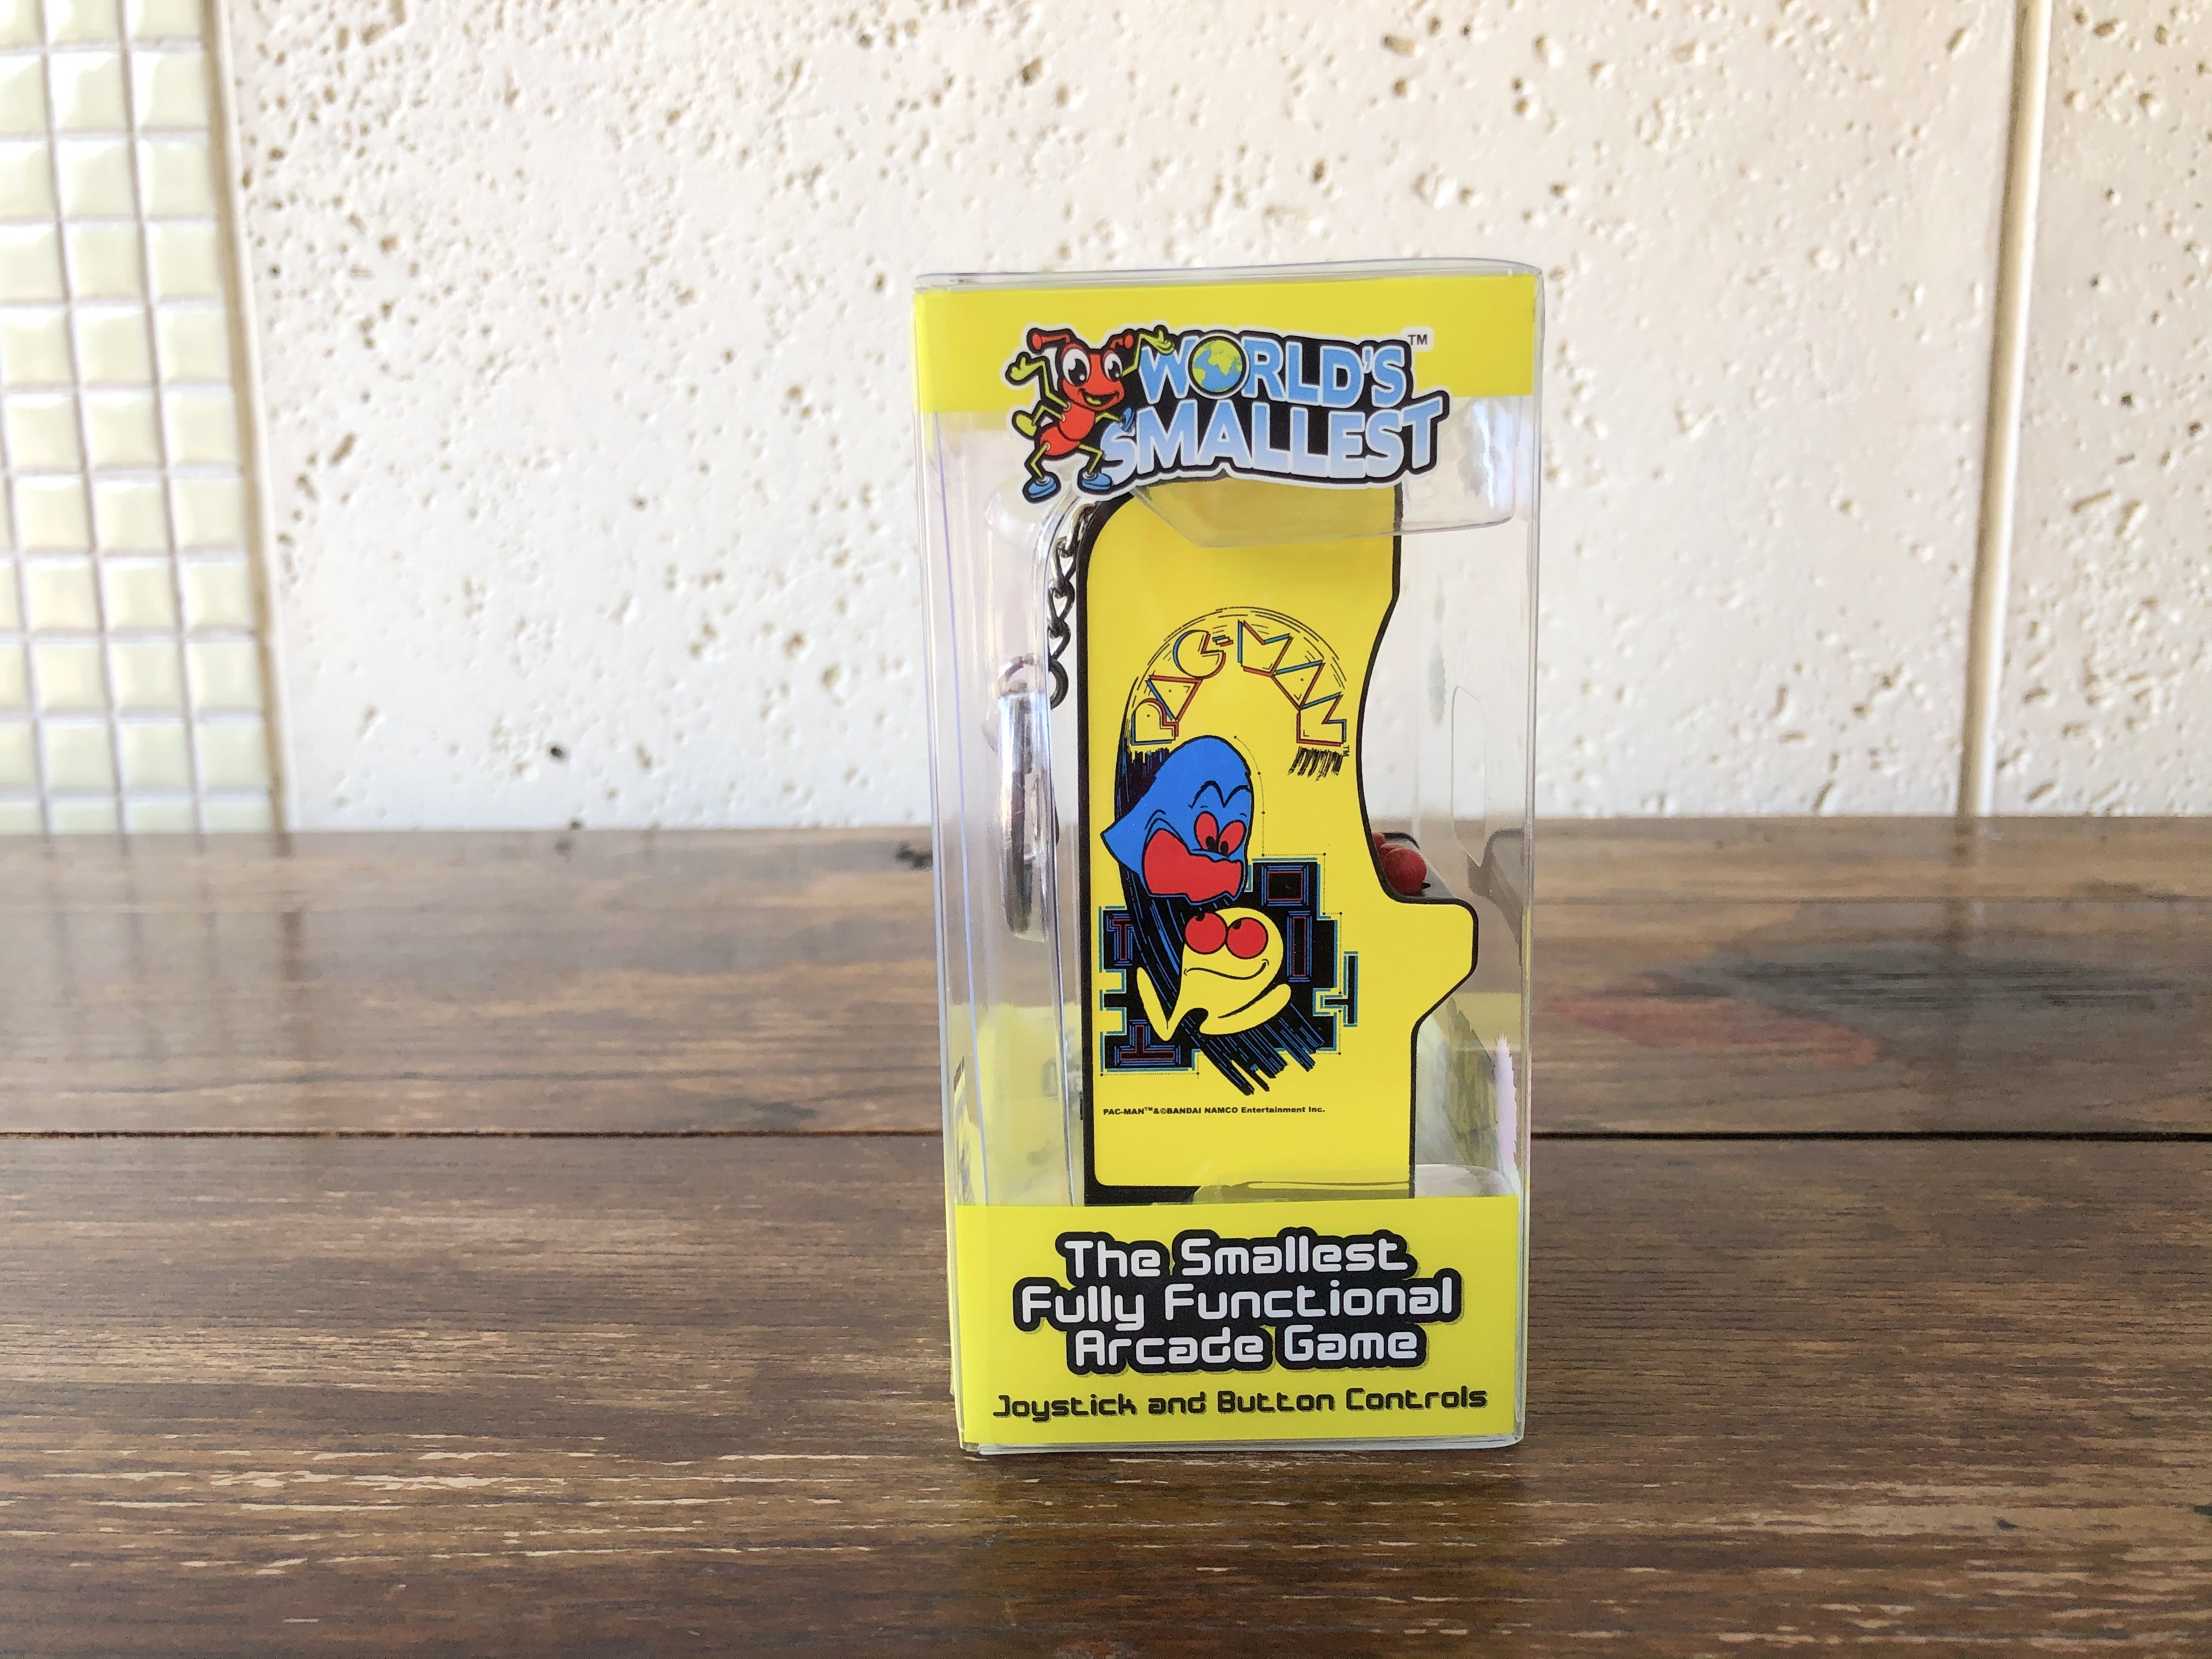 WORLD'S™
SMALLEST
PAC-MAN™
PAC-MAN™&©BANDAI NAMCO Entertainment Inc.
The Smallest
Fully Functional
Arcade Game
Joystick and Button Controls